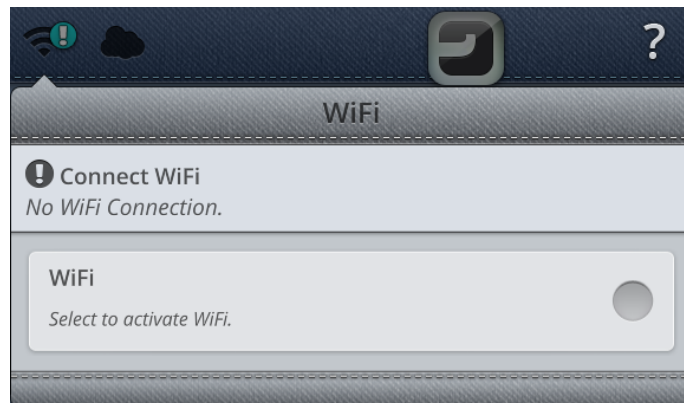 ?
WiFi
Connect WiFi
No WiFi Connection.
WiFi
Select to activate WiFi.